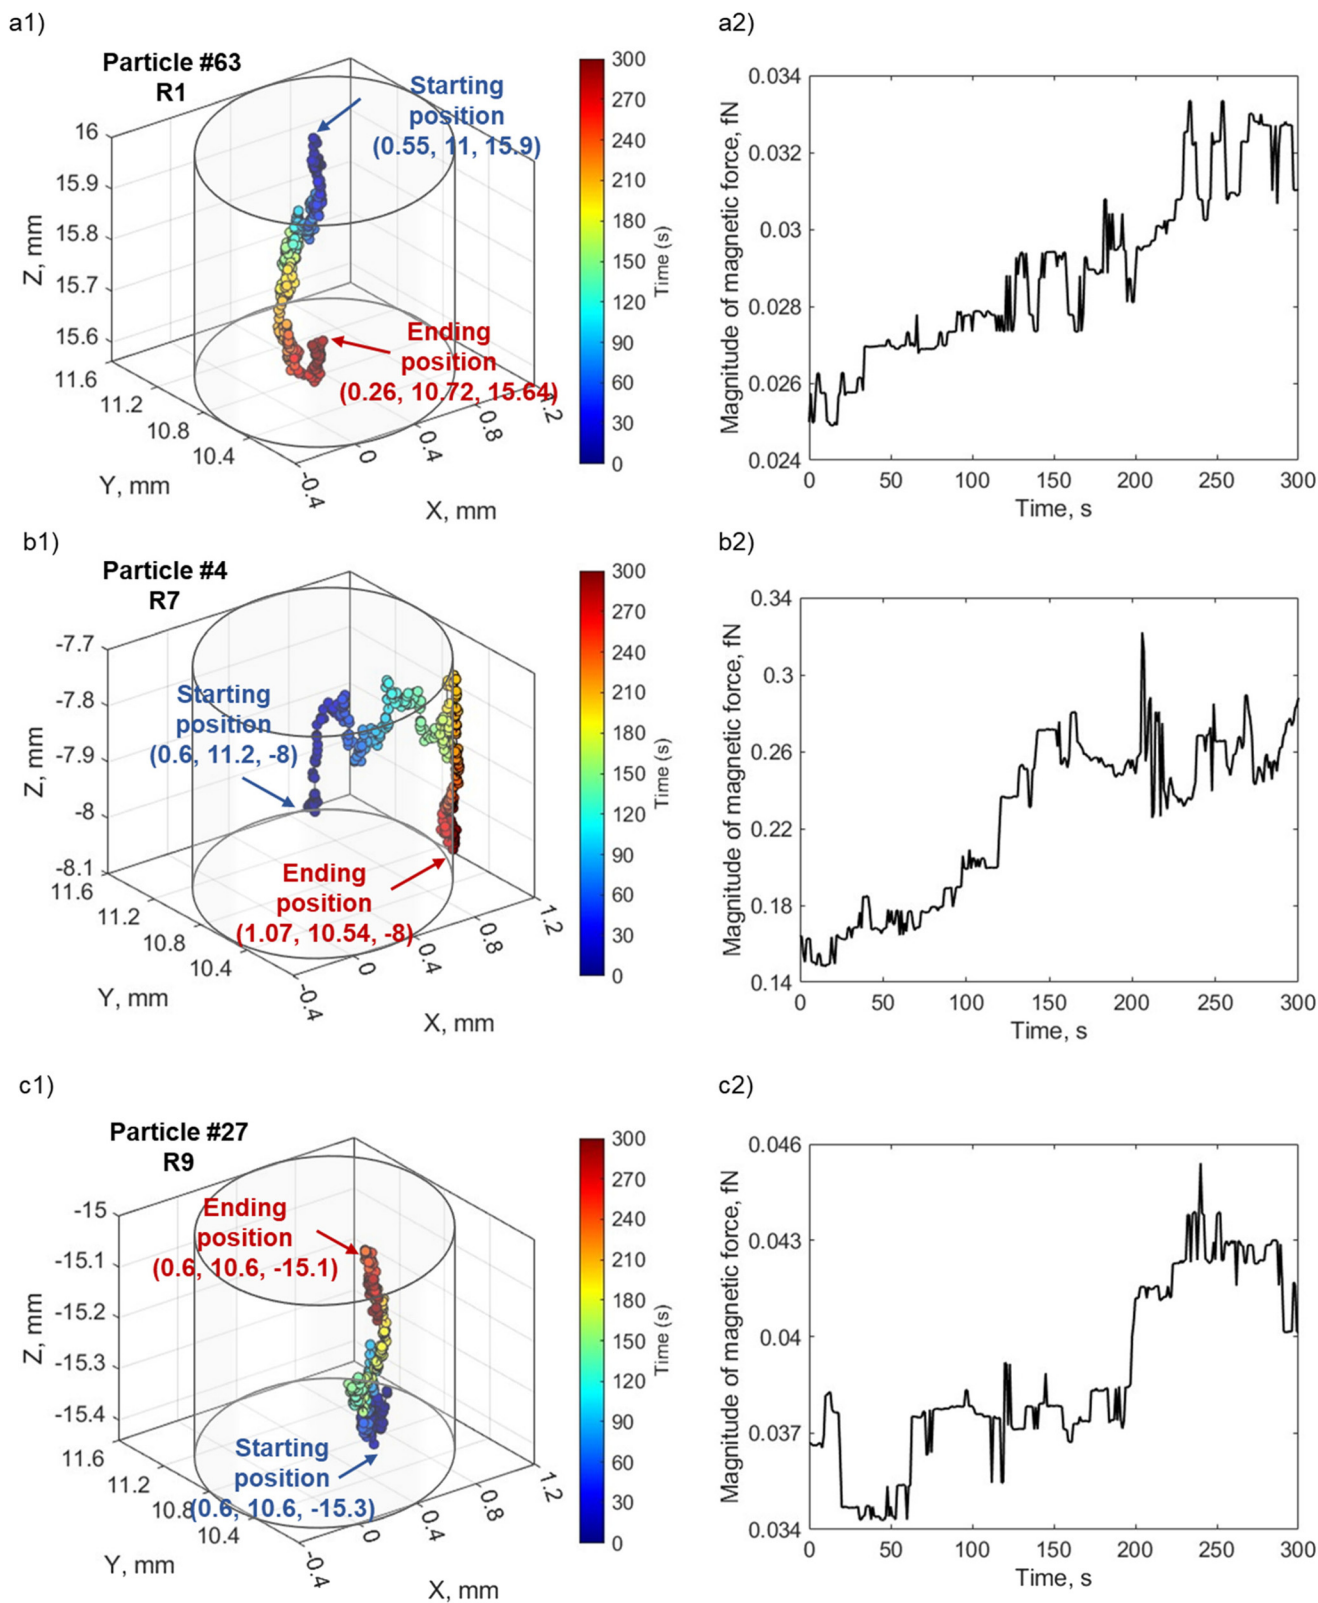 a1)
Particle #63
R1
Starting
position
(0.55, 11, 15.9)
Ending
position
(0.26, 10.72, 15.64)
16
15.9
15.8
15.7
15.6
Z, mm
11.6
11.2
10.8
10.4
Y, mm
-0.4
0
0.4
0.8
1.2
X, mm
300
270
240
210
180
150
120
90
60
30
0
Time (s)
a2)
0.034
0.032
0.03
0.028
0.026
0.024
Magnitude of magnetic force, fN
0
50
100
150
200
250
300
Time, s
b1)
Particle #4
R7
Starting
position
(0.6, 11.2, -8)
Ending
position
(1.07, 10.54, -8)
-7.7
-7.8
-7.9
-8
-8.1
Z, mm
11.6
11.2
10.8
10.4
Y, mm
-0.4
0
0.4
0.8
1.2
X, mm
300
270
240
210
180
150
120
90
60
30
0
Time (s)
b2)
0.34
0.3
0.26
0.22
0.18
0.14
Magnitude of magnetic force, fN
0
50
100
150
200
250
300
Time, s
c1)
Particle #27
R9
Ending
position
(0.6, 10.6, -15.1)
Starting
position
(0.6, 10.6, -15.3)
-15
-15.1
-15.2
-15.3
-15.4
Z, mm
11.6
11.2
10.8
10.4
Y, mm
-0.4
0
0.4
0.8
1.2
X, mm
300
270
240
210
180
150
120
90
60
30
0
Time (s)
c2)
0.046
0.043
0.04
0.037
0.034
Magnitude of magnetic force, fN
0
50
100
150
200
250
300
Time, s